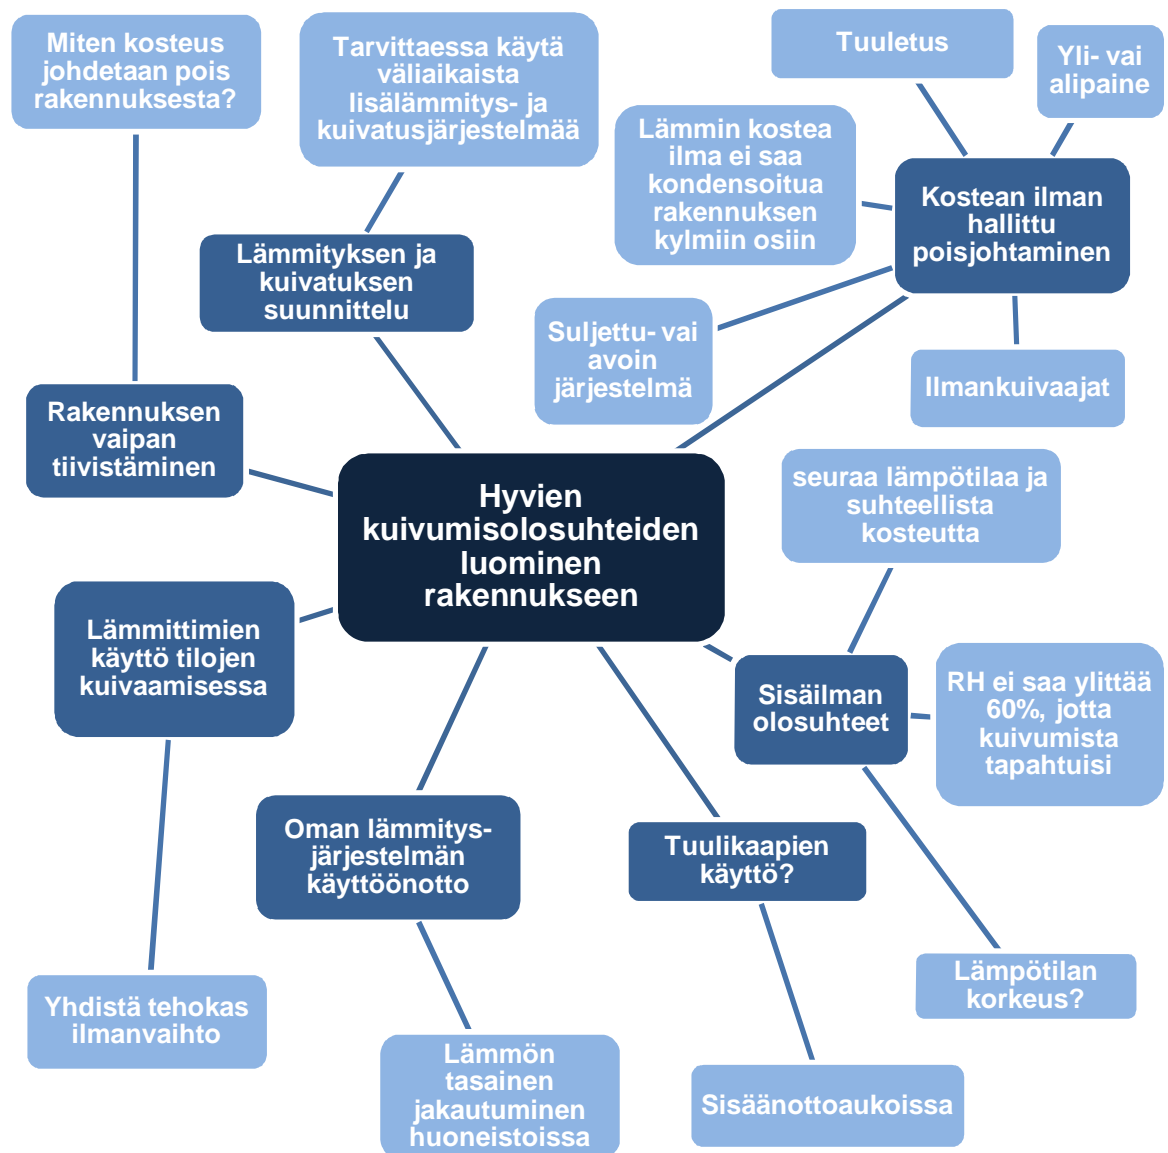 Miten kosteus
johdetaan pois
rakennuksesta?
Tarvittaessa käytä
väliaikaista
lisälämmitys- ja
kuivatusjärjestelmää
Tuuletus
Yli- vai
alipaine
Lämmin kostea
ilma ei saa
kondensoitua
rakennuksen
kylmiin osiin
Kostean ilman
hallittu
poisjohtaminen
Lämmityksen ja
kuivatuksen
suunnittelu
Suljettu- vai
avoin
järjestelmä
Ilmankuivaajat
Rakennuksen
vaipan
tiivistäminen
Hyvien
kuivumisolosuhteiden
luominen
rakennukseen
seuraa lämpötilaa ja
suhteellista
kosteutta
Lämmittimien
käyttö tilojen
kuivaamisessa
Sisäilman
olosuhteet
RH ei saa ylittää
60%, jotta
kuivumista
tapahtuisi
Oman lämmitys-
järjestelmän
käyttöönotto
Tuulikaapien
käyttö?
Lämpötilan
korkeus?
Yhdistä tehokas
ilmanvaihto
Lämmön
tasainen
jakautuminen
huoneistoissa
Sisäänottoaukoissa